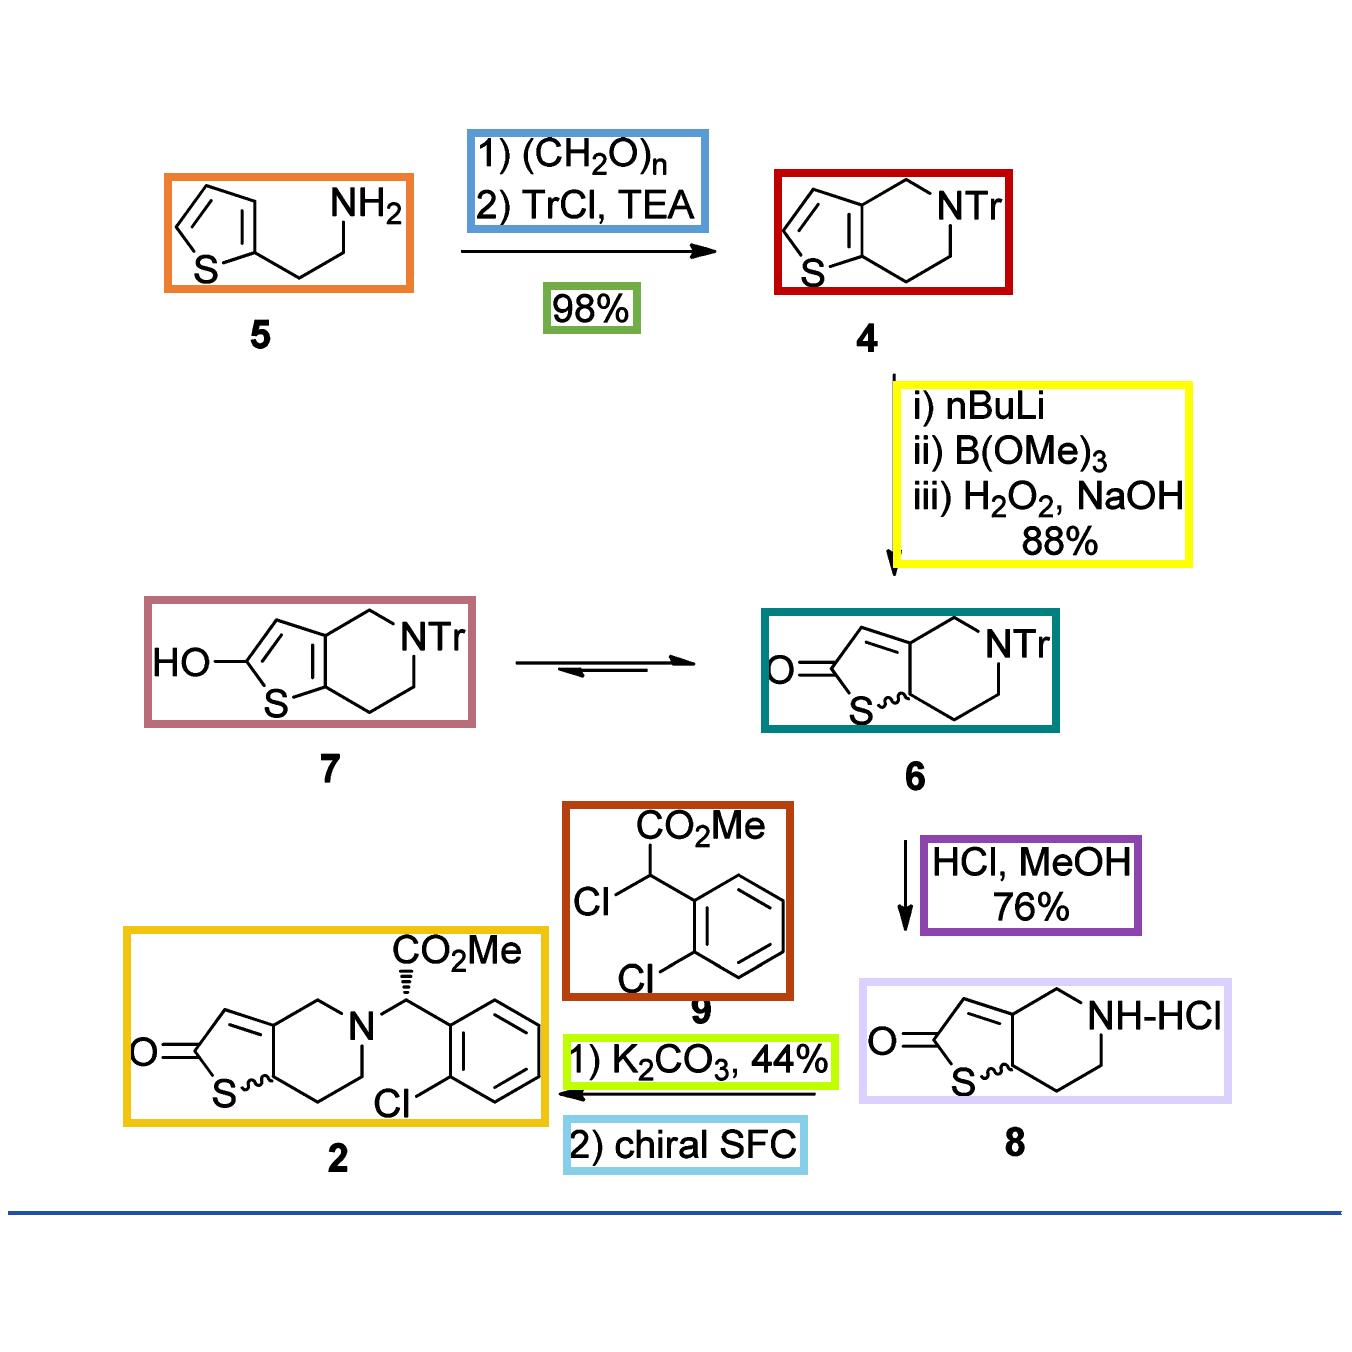 1) (CH₂O)ₙ
2) TrCl, TEA
98%
NH₂
S
5
NTr
S
4
i) nBuLi
ii) B(OMe)₃
iii) H₂O₂, NaOH
88%
HO
S
NTr
7
O
S
NTr
6
HCl, MeOH
76%
CO₂Me
Cl
Cl
9
1) K₂CO₃, 44%
2) chiral SFC
O
S
NH-HCl
8
CO₂Me
N
O
S
Cl
2